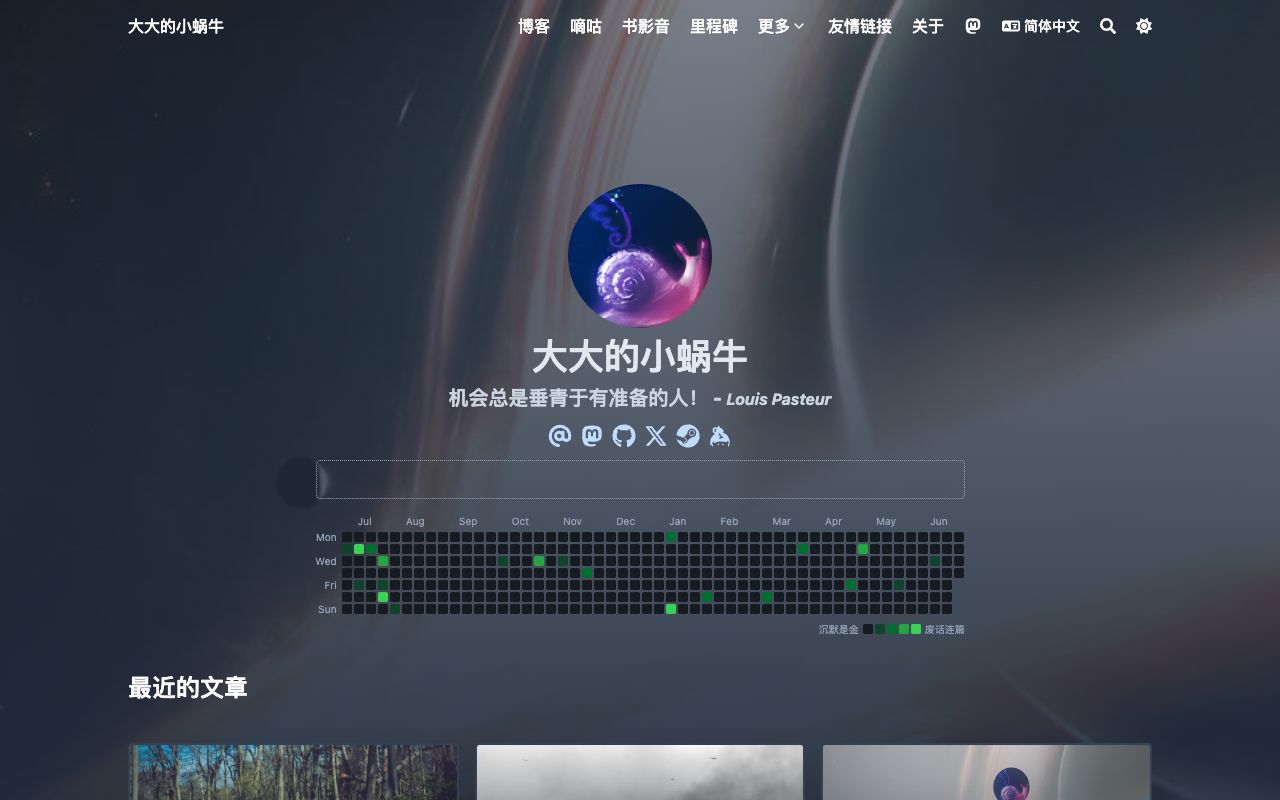 大大的小蜗牛
博客 嘀咕 书影音 里程碑 更多 友情链接 关于 简体中文
大大的小蜗牛
机会总是垂青于有准备的人！ - Louis Pasteur
Jul Aug Sep Oct Nov Dec Jan Feb Mar Apr May Jun
Mon
Wed
Fri
Sun
沉默是金 废话连篇
最近的文章